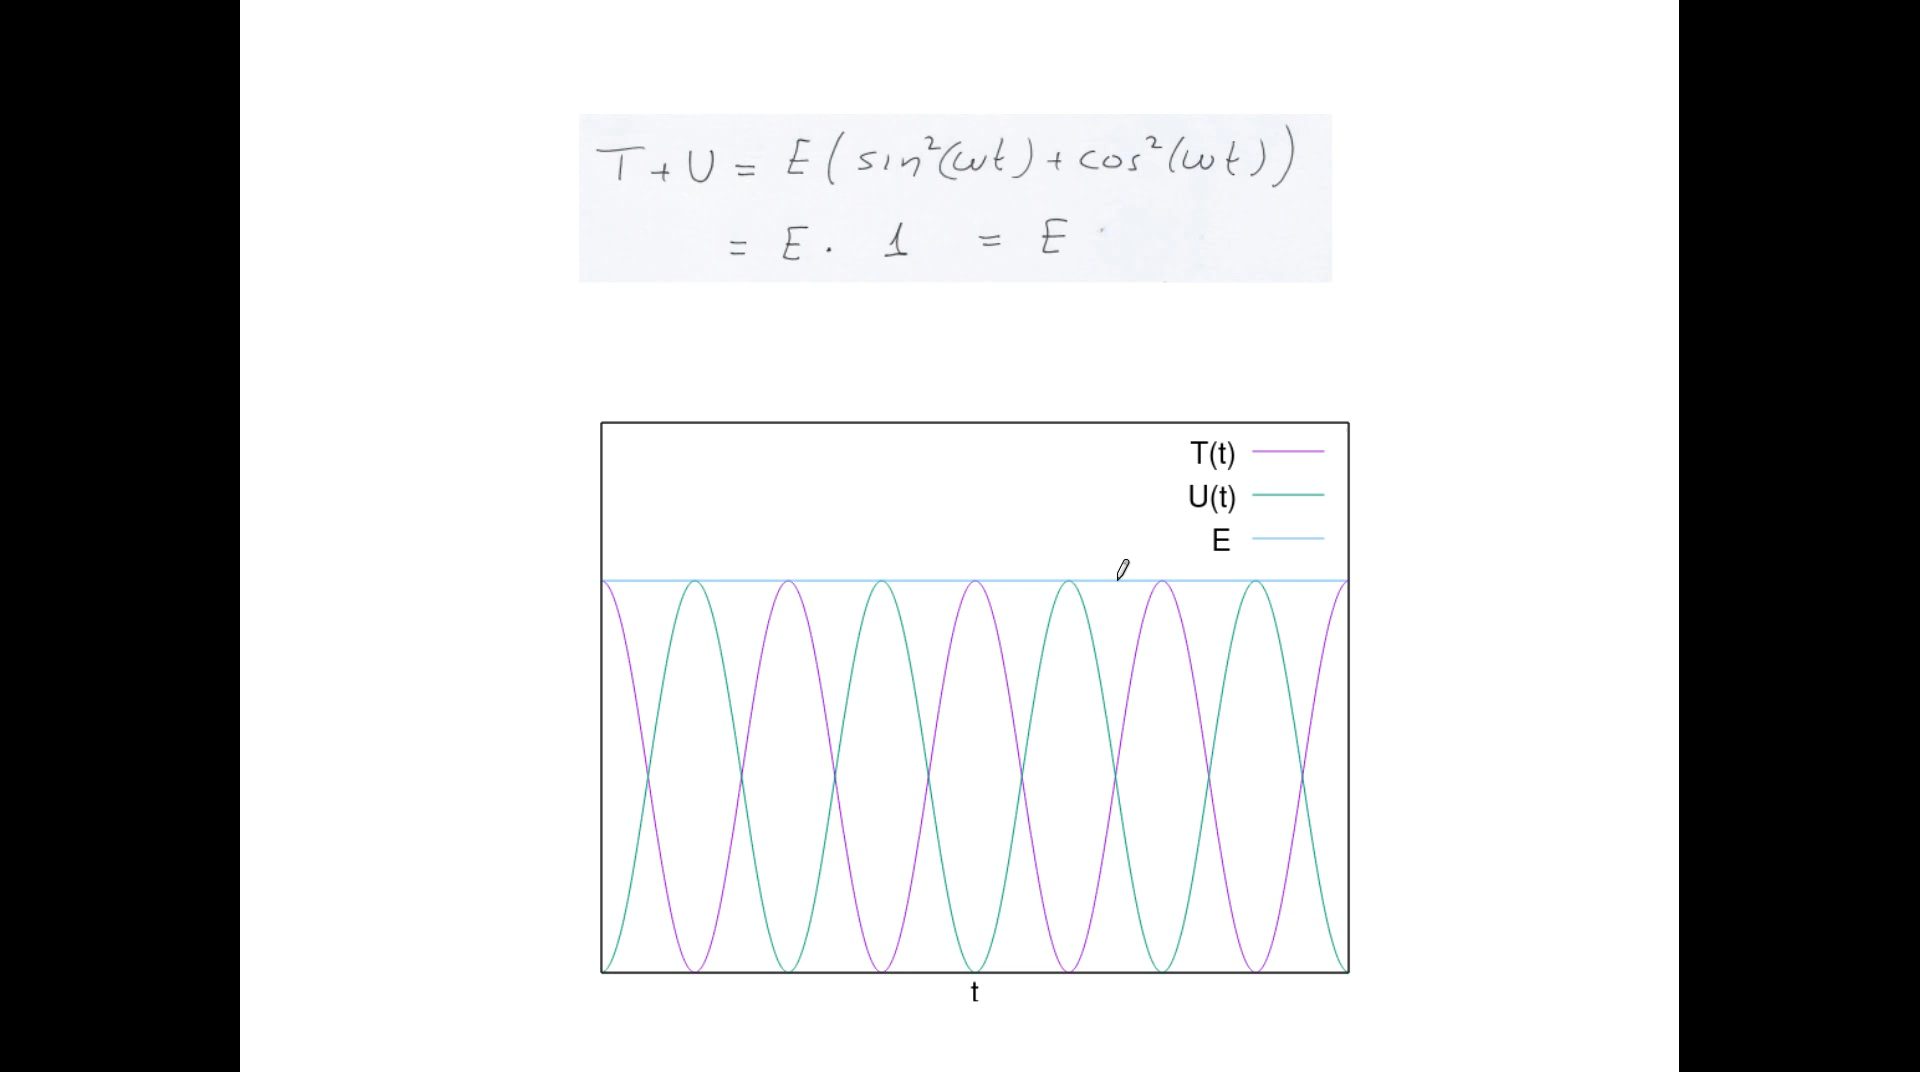 T + U = E ( sin²(ωt) + cos²(ωt) )
= E · 1 = E
T(t)
U(t)
E
t